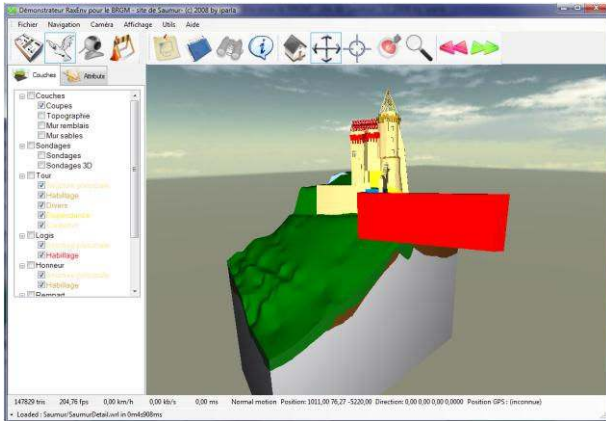 Démonstrateur RaxEnv pour le BRGM - site de Saumur- (c) 2008 by iparla
Fichier Navigation Caméra Affichage Utils Aide
Couches Attributs
Couches
Coupes
Topographie
Mur remblais
Mur sables
Sondages
Sondages
Sondages 3D
Tour
Habillage
Divers
Habillage
Logis
Habillage
Honneur
Habillage
Rempart
147829 tris 204,76 fps 0,00 km/h 0,00 kb/s 0,00 ms Normal motion Position: 1011,00 76,27 -5220,00 Direction: 0,00 0,00 0,00 0,0000 Position GPS : (inconnue)
Loaded : Saumur/SaumurDetail.wrl in 0m4s908ms